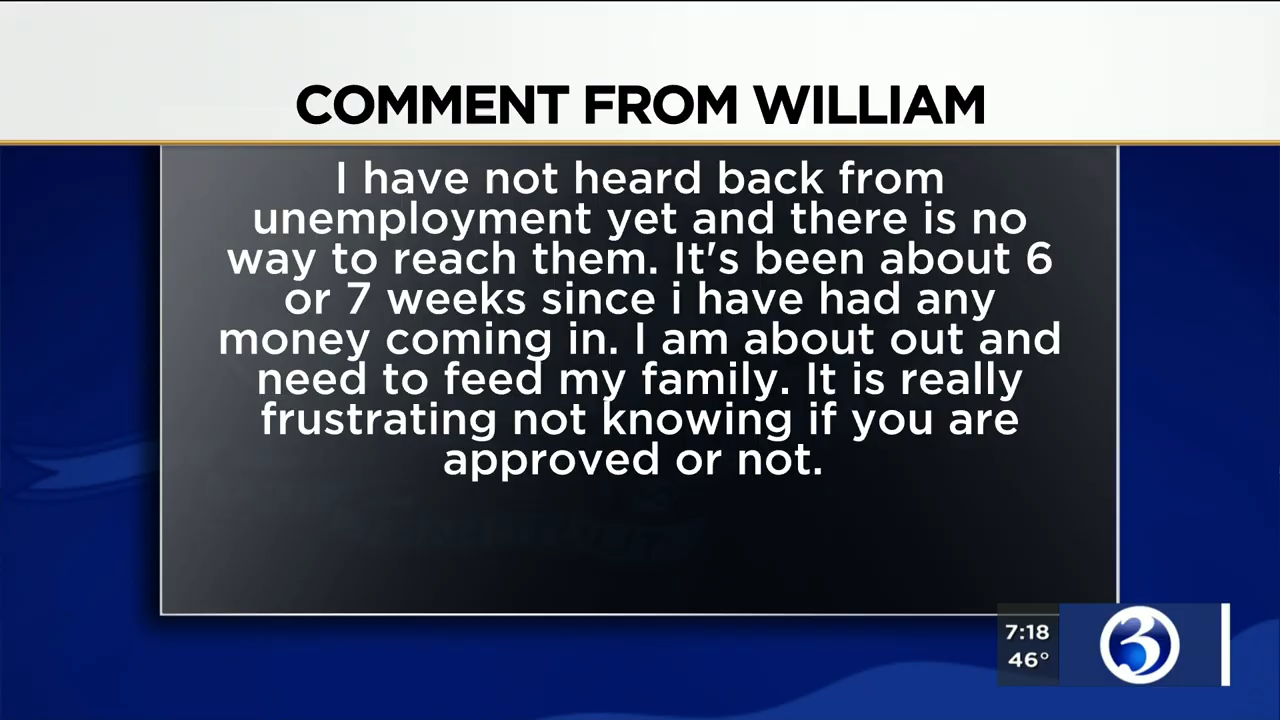 COMMENT FROM WILLIAM
I have not heard back from
unemployment yet and there is no
way to reach them. It's been about 6
or 7 weeks since i have had any
money coming in. I am about out and
need to feed my family. It is really
frustrating not knowing if you are
approved or not.
7:18
46°
3